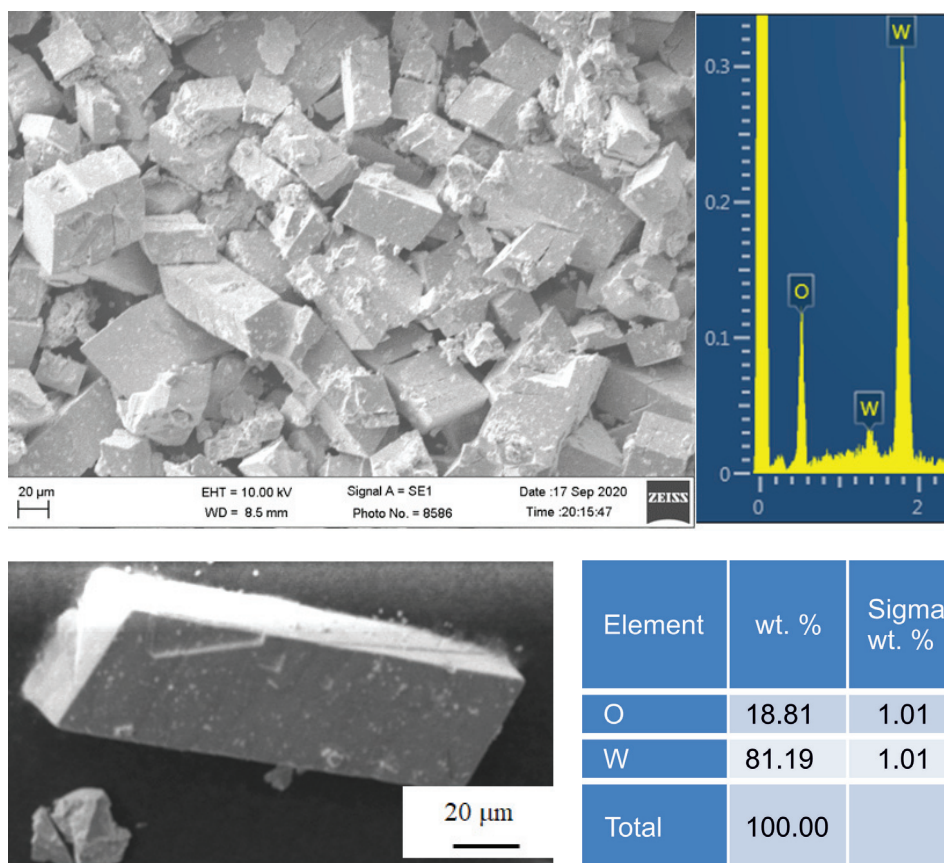 W
0.3
0.2
O
0.1
W
0
0 2
20 µm
EHT = 10.00 kV
WD = 8.5 mm
Signal A = SE1
Photo No. = 8586
Date :17 Sep 2020
Time :20:15:47
ZEISS
20 µm
Element wt. % Sigma wt. %
O 18.81 1.01
W 81.19 1.01
Total 100.00